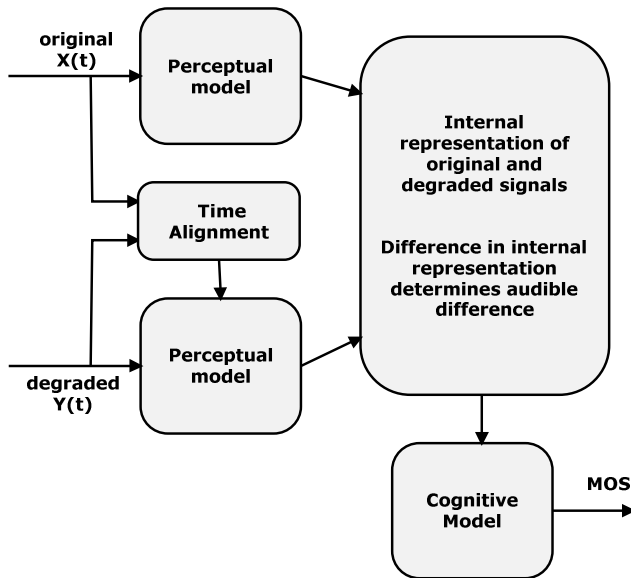 original
X(t)
Perceptual
model
Internal
representation of
original and
degraded signals
Time
Alignment
Difference in internal
representation
determines audible
difference
Perceptual
model
degraded
Y(t)
Cognitive
Model
MOS